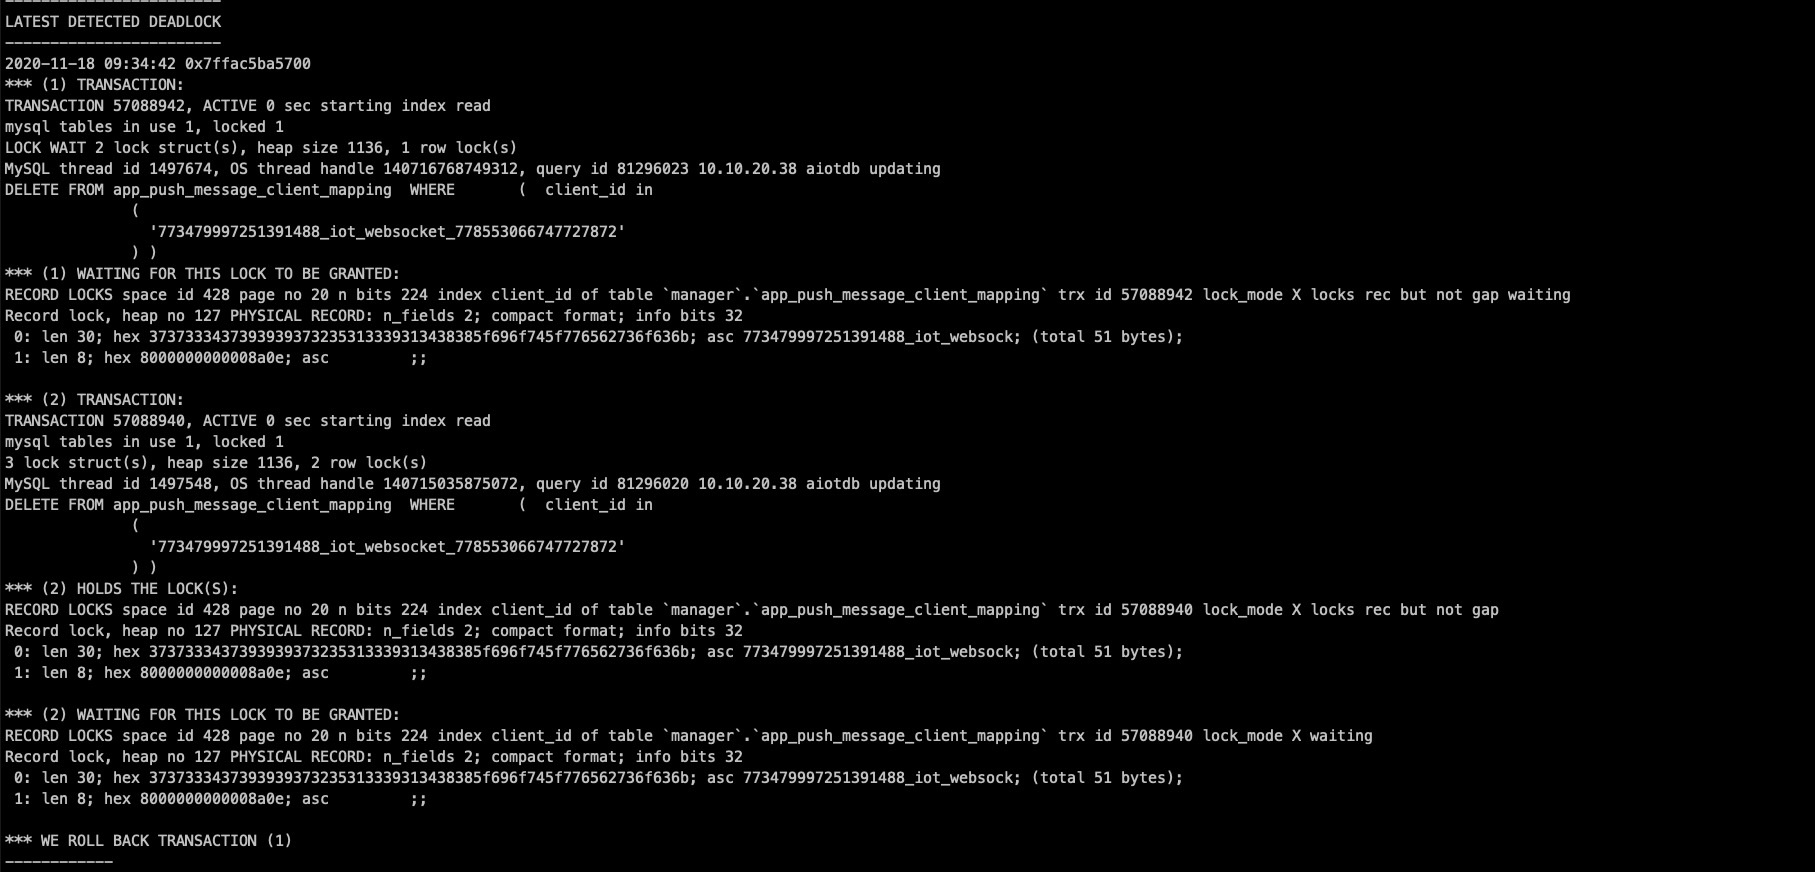 ------------------------
LATEST DETECTED DEADLOCK
------------------------
2020-11-18 09:34:42 0x7ffac5ba5700
*** (1) TRANSACTION:
TRANSACTION 57088942, ACTIVE 0 sec starting index read
mysql tables in use 1, locked 1
LOCK WAIT 2 lock struct(s), heap size 1136, 1 row lock(s)
MySQL thread id 1497674, OS thread handle 140716768749312, query id 81296023 10.10.20.38 aiotdb updating
DELETE FROM app_push_message_client_mapping  WHERE       (  client_id in
(
'773479997251391488_iot_websocket_778553066747727872'
) )
*** (1) WAITING FOR THIS LOCK TO BE GRANTED:
RECORD LOCKS space id 428 page no 20 n bits 224 index client_id of table `manager`.`app_push_message_client_mapping` trx id 57088942 lock_mode X locks rec but not gap waiting
Record lock, heap no 127 PHYSICAL RECORD: n_fields 2; compact format; info bits 32
0: len 30; hex 3737333437393939373235313339313438385f696f745f776562736f636b; asc 773479997251391488_iot_websock; (total 51 bytes);
1: len 8; hex 8000000000008a0e; asc         ;;
*** (2) TRANSACTION:
TRANSACTION 57088940, ACTIVE 0 sec starting index read
mysql tables in use 1, locked 1
3 lock struct(s), heap size 1136, 2 row lock(s)
MySQL thread id 1497548, OS thread handle 140715035875072, query id 81296020 10.10.20.38 aiotdb updating
DELETE FROM app_push_message_client_mapping  WHERE       (  client_id in
(
'773479997251391488_iot_websocket_778553066747727872'
) )
*** (2) HOLDS THE LOCK(S):
RECORD LOCKS space id 428 page no 20 n bits 224 index client_id of table `manager`.`app_push_message_client_mapping` trx id 57088940 lock_mode X locks rec but not gap
Record lock, heap no 127 PHYSICAL RECORD: n_fields 2; compact format; info bits 32
0: len 30; hex 3737333437393939373235313339313438385f696f745f776562736f636b; asc 773479997251391488_iot_websock; (total 51 bytes);
1: len 8; hex 8000000000008a0e; asc         ;;
*** (2) WAITING FOR THIS LOCK TO BE GRANTED:
RECORD LOCKS space id 428 page no 20 n bits 224 index client_id of table `manager`.`app_push_message_client_mapping` trx id 57088940 lock_mode X waiting
Record lock, heap no 127 PHYSICAL RECORD: n_fields 2; compact format; info bits 32
0: len 30; hex 3737333437393939373235313339313438385f696f745f776562736f636b; asc 773479997251391488_iot_websock; (total 51 bytes);
1: len 8; hex 8000000000008a0e; asc         ;;
*** WE ROLL BACK TRANSACTION (1)
------------